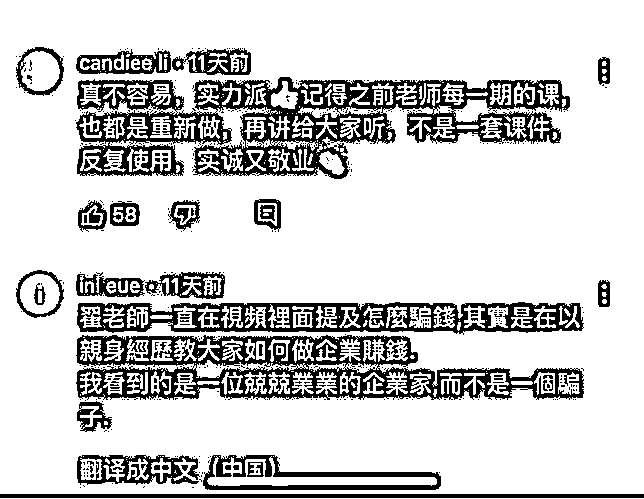 candiee li • 11天前
真不容易，实力派👍记得之前老师每一期的课，
也都是重新做，再讲给大家听，不是一套课件，
反复使用，实诚又敬业
58
11天前
翟老師一直在視頻裡面提及怎麼騙錢,其實是在以
親身經歷教大家如何做企業賺錢.
我看到的是一位兢兢業業的企業家,而不是一個騙
子.
翻译成中文（中国）